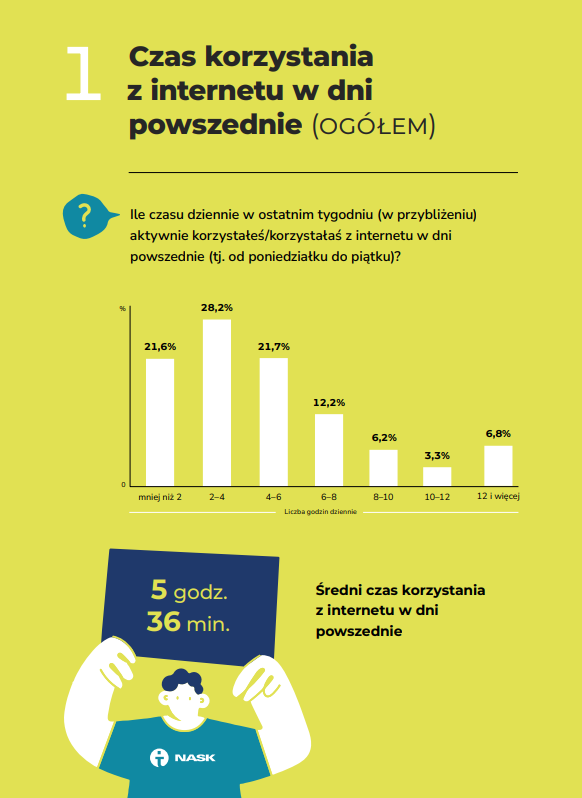 1
Czas korzystania
z internetu w dni
powszednie (OGÓŁEM)
?
Ile czasu dziennie w ostatnim tygodniu (w przybliżeniu)
aktywnie korzystałeś/korzystałaś z internetu w dni
powszednie (tj. od poniedziałku do piątku)?
%
21,6%
28,2%
21,7%
12,2%
6,2%
3,3%
6,8%
0
mniej niż 2
2–4
4–6
6–8
8–10
10–12
12 i więcej
Liczba godzin dziennie
5 godz.
36 min.
Średni czas korzystania
z internetu w dni
powszednie
NASK